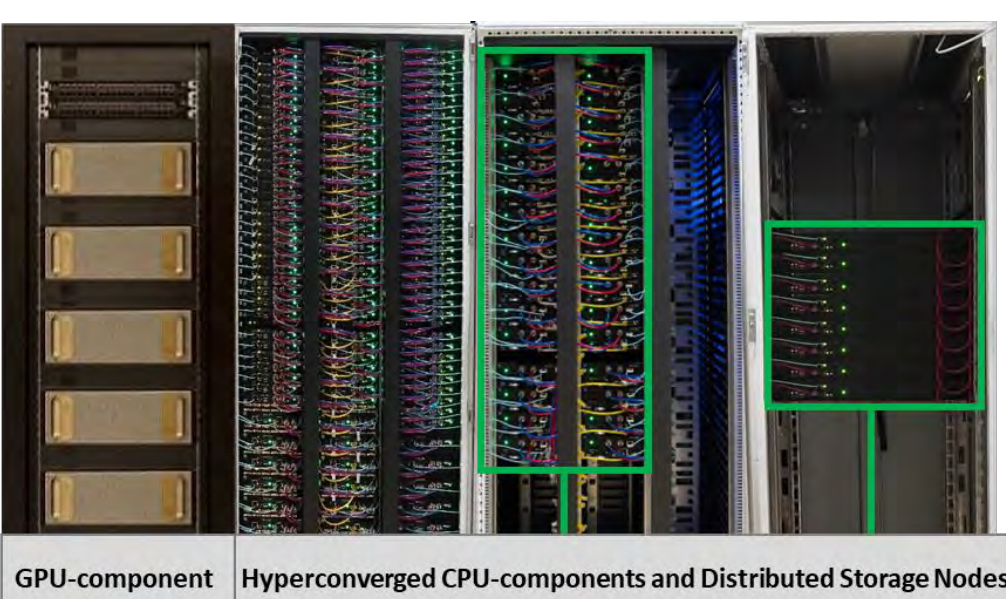 GPU-component
Hyperconverged CPU-components and Distributed Storage Nodes